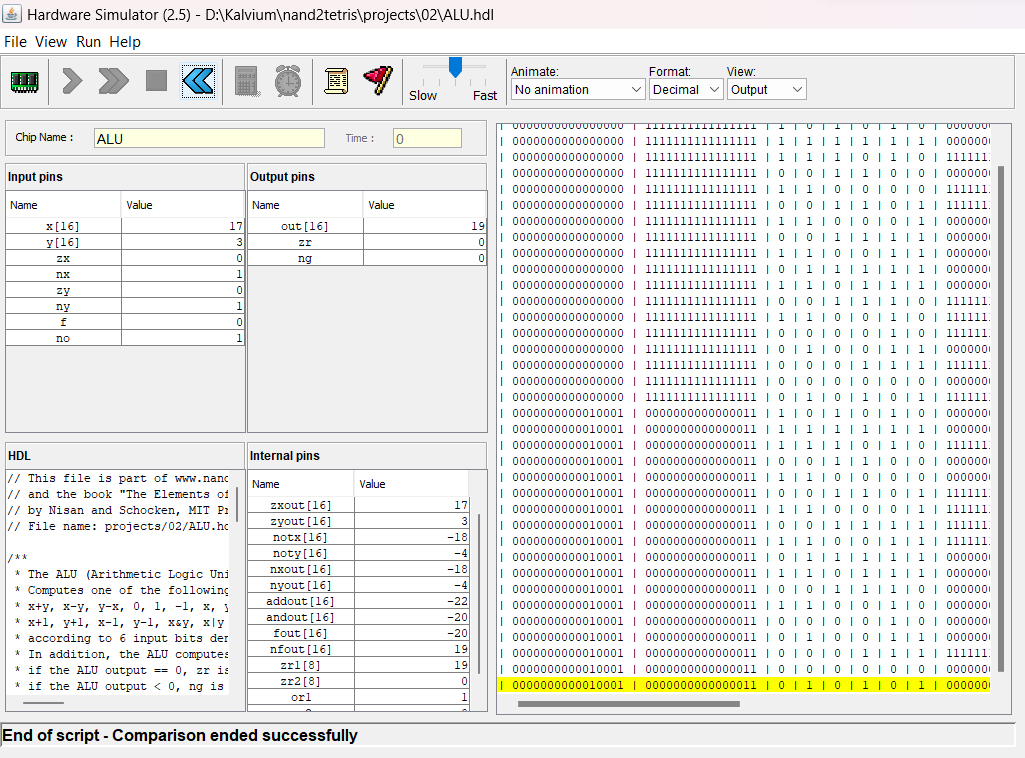 Hardware Simulator (2.5) - D:\Kalvium\nand2tetris\projects\02\ALU.hdl
File View Run Help
Slow Fast
Animate: Format: View:
No animation Decimal Output
Chip Name : ALU Time : 0
Input pins
Name Value
x[16] 17
y[16] 3
zx 0
nx 1
zy 0
ny 1
f 0
no 1
Output pins
Name Value
out[16] 19
zr 0
ng 0
HDL
// This file is part of www.nand
// and the book "The Elements of
// by Nisan and Schocken, MIT Pr
// File name: projects/02/ALU.hd
/**
* The ALU (Arithmetic Logic Uni
* Computes one of the following
* x+y, x-y, y-x, 0, 1, -1, x, y
* x+1, y+1, x-1, y-1, x&y, x|y
* according to 6 input bits den
* In addition, the ALU computes
* if the ALU output == 0, zr is
* if the ALU output < 0, ng is
Internal pins
Name Value
zxout[16] 17
zyout[16] 3
notx[16] -18
noty[16] -4
nxout[16] -18
nyout[16] -4
addout[16] -22
andout[16] -20
fout[16] -20
nfout[16] 19
zr1[8] 19
zr2[8] 0
or1 1
| 0000000000000000 | 1111111111111111 | 1 | 0 | 1 | 0 | 1 | 0 | 000000
| 0000000000000000 | 1111111111111111 | 1 | 1 | 1 | 1 | 1 | 1 | 000000
| 0000000000000000 | 1111111111111111 | 1 | 1 | 1 | 0 | 1 | 0 | 111111
| 0000000000000000 | 1111111111111111 | 0 | 0 | 1 | 1 | 0 | 0 | 000000
| 0000000000000000 | 1111111111111111 | 1 | 1 | 0 | 0 | 0 | 0 | 111111
| 0000000000000000 | 1111111111111111 | 0 | 0 | 1 | 1 | 0 | 1 | 111111
| 0000000000000000 | 1111111111111111 | 1 | 1 | 0 | 0 | 0 | 1 | 000000
| 0000000000000000 | 1111111111111111 | 0 | 0 | 1 | 1 | 1 | 1 | 000000
| 0000000000000000 | 1111111111111111 | 1 | 1 | 0 | 0 | 1 | 1 | 000000
| 0000000000000000 | 1111111111111111 | 0 | 1 | 1 | 1 | 1 | 1 | 000000
| 0000000000000000 | 1111111111111111 | 1 | 1 | 0 | 1 | 1 | 1 | 000000
| 0000000000000000 | 1111111111111111 | 0 | 0 | 1 | 1 | 1 | 0 | 111111
| 0000000000000000 | 1111111111111111 | 1 | 1 | 0 | 0 | 1 | 0 | 111111
| 0000000000000000 | 1111111111111111 | 0 | 0 | 0 | 0 | 1 | 0 | 111111
| 0000000000000000 | 1111111111111111 | 0 | 1 | 0 | 0 | 1 | 1 | 000000
| 0000000000000000 | 1111111111111111 | 0 | 0 | 0 | 1 | 1 | 1 | 111111
| 0000000000000000 | 1111111111111111 | 0 | 0 | 0 | 0 | 0 | 0 | 000000
| 0000000000000000 | 1111111111111111 | 0 | 1 | 0 | 1 | 0 | 1 | 111111
| 0000000000010001 | 0000000000000011 | 1 | 0 | 1 | 0 | 1 | 0 | 000000
| 0000000000010001 | 0000000000000011 | 1 | 1 | 1 | 1 | 1 | 1 | 000000
| 0000000000010001 | 0000000000000011 | 1 | 1 | 1 | 0 | 1 | 0 | 111111
| 0000000000010001 | 0000000000000011 | 0 | 0 | 1 | 1 | 0 | 0 | 000000
| 0000000000010001 | 0000000000000011 | 1 | 1 | 0 | 0 | 0 | 0 | 000000
| 0000000000010001 | 0000000000000011 | 0 | 0 | 1 | 1 | 0 | 1 | 111111
| 0000000000010001 | 0000000000000011 | 1 | 1 | 0 | 0 | 0 | 1 | 111111
| 0000000000010001 | 0000000000000011 | 0 | 0 | 1 | 1 | 1 | 1 | 111111
| 0000000000010001 | 0000000000000011 | 1 | 1 | 0 | 0 | 1 | 1 | 111111
| 0000000000010001 | 0000000000000011 | 0 | 1 | 1 | 1 | 1 | 1 | 000000
| 0000000000010001 | 0000000000000011 | 1 | 1 | 0 | 1 | 1 | 1 | 000000
| 0000000000010001 | 0000000000000011 | 0 | 0 | 1 | 1 | 1 | 0 | 000000
| 0000000000010001 | 0000000000000011 | 1 | 1 | 0 | 0 | 1 | 0 | 000000
| 0000000000010001 | 0000000000000011 | 0 | 0 | 0 | 0 | 1 | 0 | 000000
| 0000000000010001 | 0000000000000011 | 0 | 1 | 0 | 0 | 1 | 1 | 000000
| 0000000000010001 | 0000000000000011 | 0 | 0 | 0 | 1 | 1 | 1 | 111111
| 0000000000010001 | 0000000000000011 | 0 | 0 | 0 | 0 | 0 | 0 | 000000
| 0000000000010001 | 0000000000000011 | 0 | 1 | 0 | 1 | 0 | 1 | 000000
End of script - Comparison ended successfully